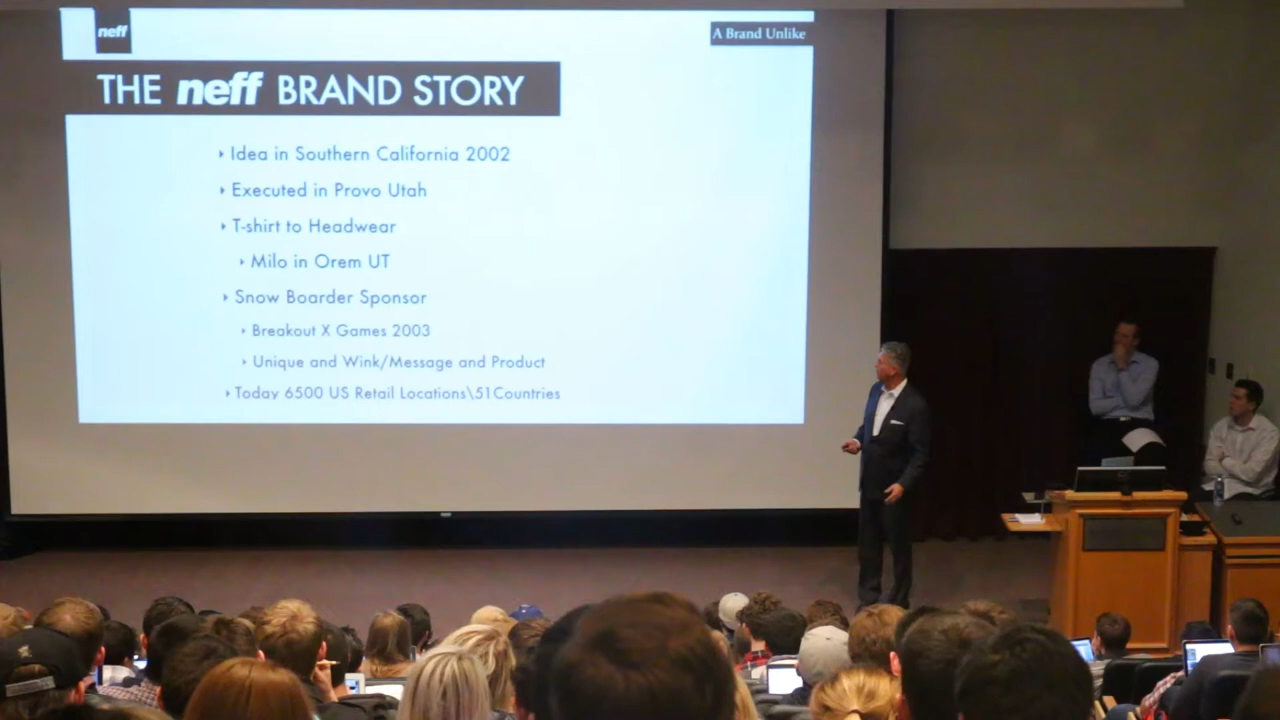 neff
A Brand Unlike
THE neff BRAND STORY
Idea in Southern California 2002
Executed in Provo Utah
T-shirt to Headwear
Milo in Orem UT
Snow Boarder Sponsor
Breakout X Games 2003
Unique and Wink/Message and Product
Today 6500 US Retail Locations\51Countries